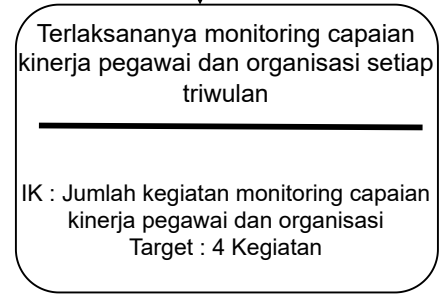 Terlaksananya monitoring capaian
kinerja pegawai dan organisasi setiap
triwulan
IK : Jumlah kegiatan monitoring capaian
kinerja pegawai dan organisasi
Target : 4 Kegiatan